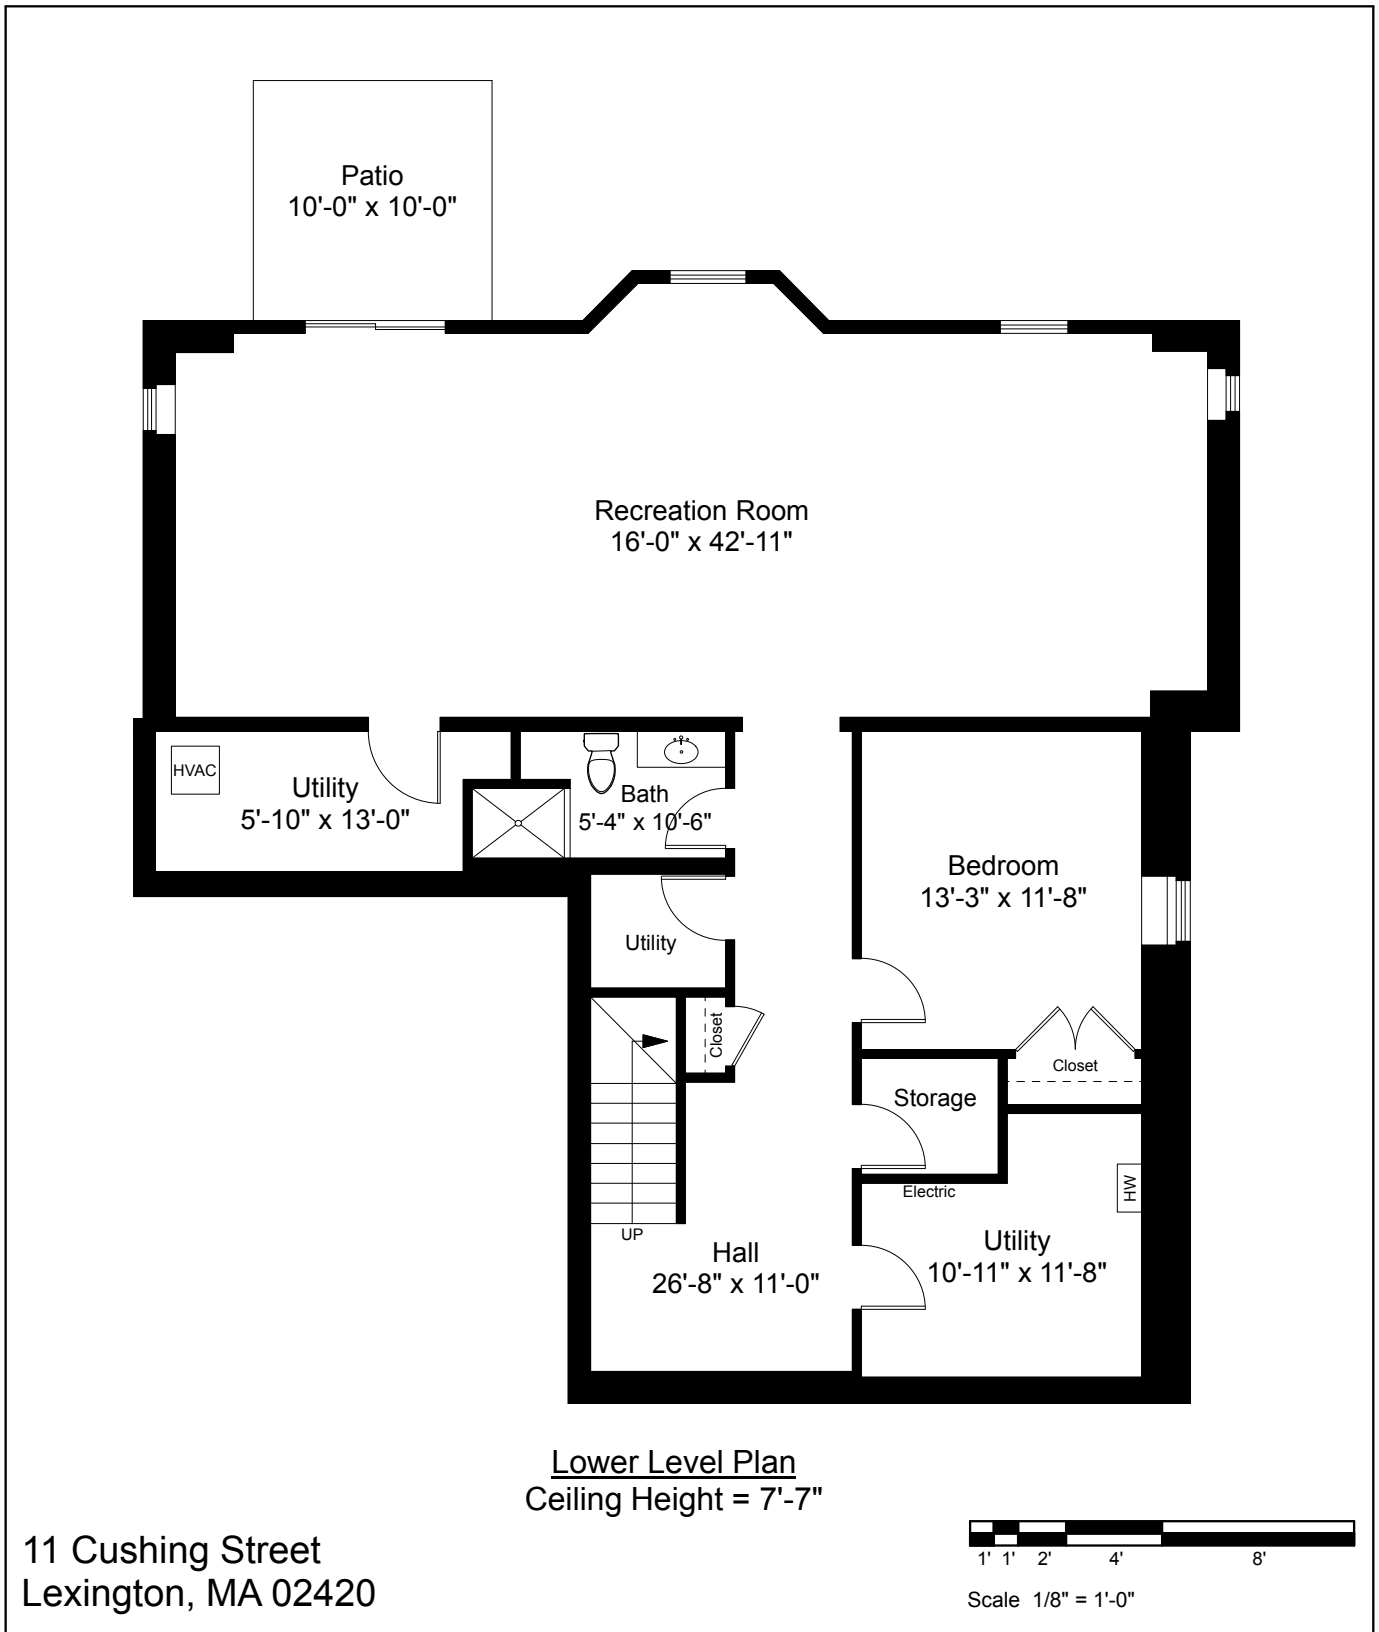 Patio
10'-0" x 10'-0"
Recreation Room
16'-0" x 42'-11"
HVAC
Utility
5'-10" x 13'-0"
Bath
5'-4" x 10'-6"
Bedroom
13'-3" x 11'-8"
Utility
Closet
Closet
Storage
Electric
HW
UP
Hall
26'-8" x 11'-0"
Utility
10'-11" x 11'-8"
Lower Level Plan
Ceiling Height = 7'-7"
11 Cushing Street
Lexington, MA 02420
1' 1' 2' 4' 8'
Scale 1/8" = 1'-0"